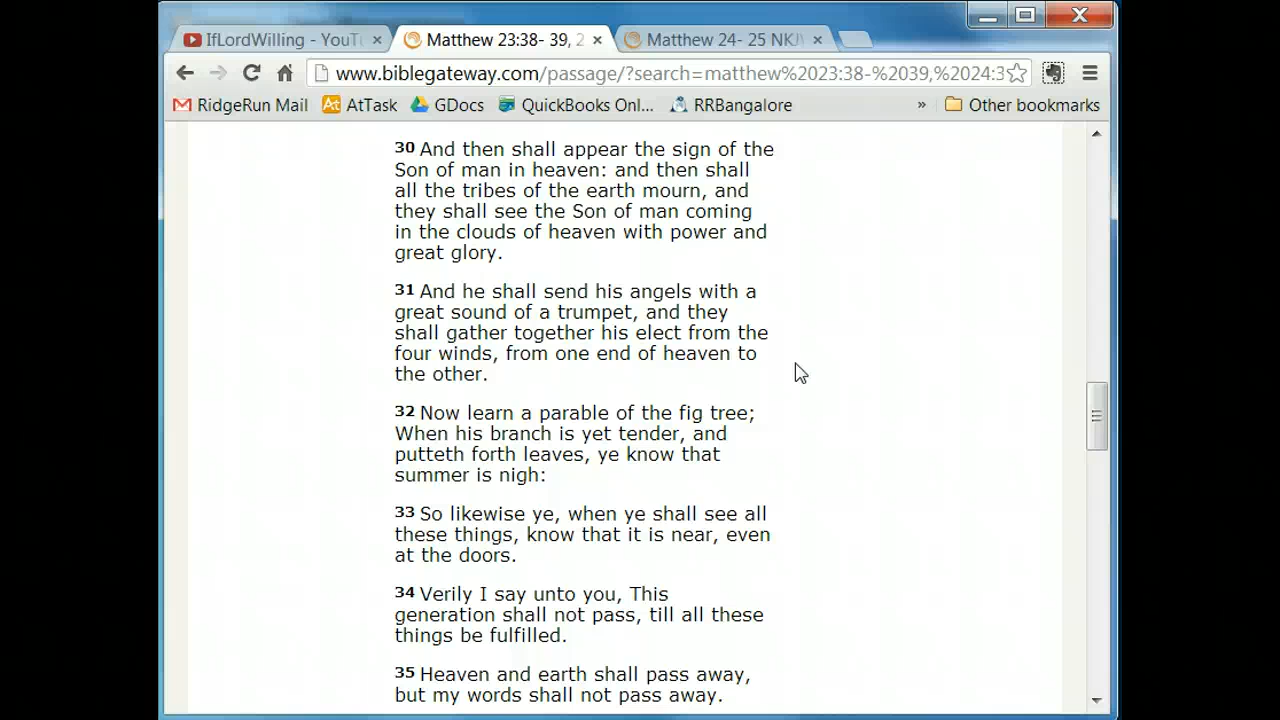 IfLordWilling - YouTu
Matthew 23:38- 39, 2
Matthew 24- 25 NKJV
www.biblegateway.com/passage/?search=matthew%2023:38-%2039,%2024:3
RidgeRun Mail
AtTask
GDocs
QuickBooks Onl...
RRBangalore
»
Other bookmarks
30 And then shall appear the sign of the
Son of man in heaven: and then shall
all the tribes of the earth mourn, and
they shall see the Son of man coming
in the clouds of heaven with power and
great glory.
31 And he shall send his angels with a
great sound of a trumpet, and they
shall gather together his elect from the
four winds, from one end of heaven to
the other.
32 Now learn a parable of the fig tree;
When his branch is yet tender, and
putteth forth leaves, ye know that
summer is nigh:
33 So likewise ye, when ye shall see all
these things, know that it is near, even
at the doors.
34 Verily I say unto you, This
generation shall not pass, till all these
things be fulfilled.
35 Heaven and earth shall pass away,
but my words shall not pass away.